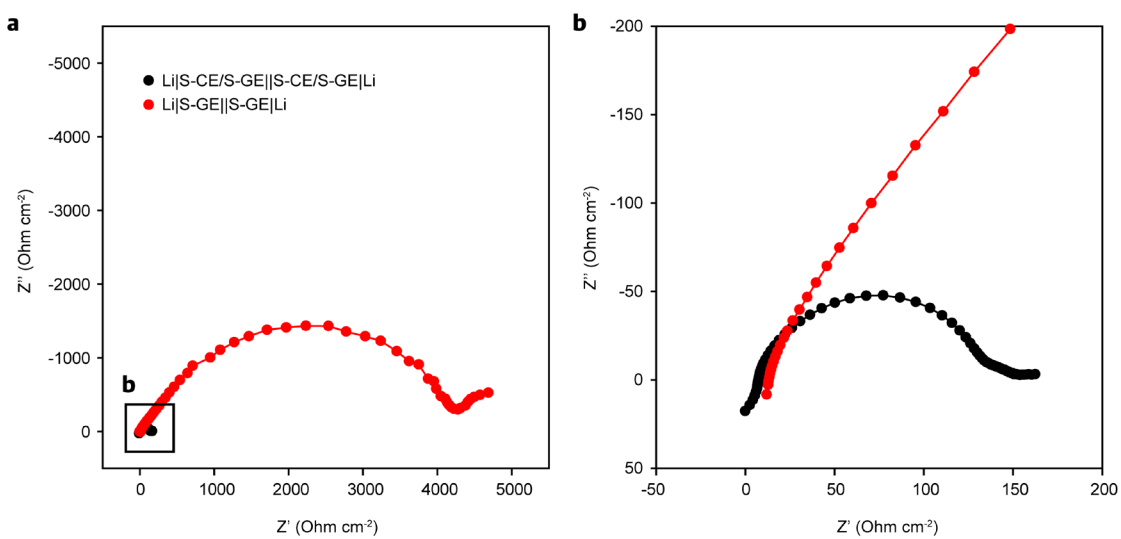 a
-5000
-4000
-3000
-2000
-1000
0
Z’’ (Ohm cm⁻²)
Li|S-CE/S-GE||S-CE/S-GE|Li
Li|S-GE||S-GE|Li
b
0
1000
2000
3000
4000
5000
Z’ (Ohm cm⁻²)
b
-200
-150
-100
-50
0
50
Z’’ (Ohm cm⁻²)
-50
0
50
100
150
200
Z’ (Ohm cm⁻²)